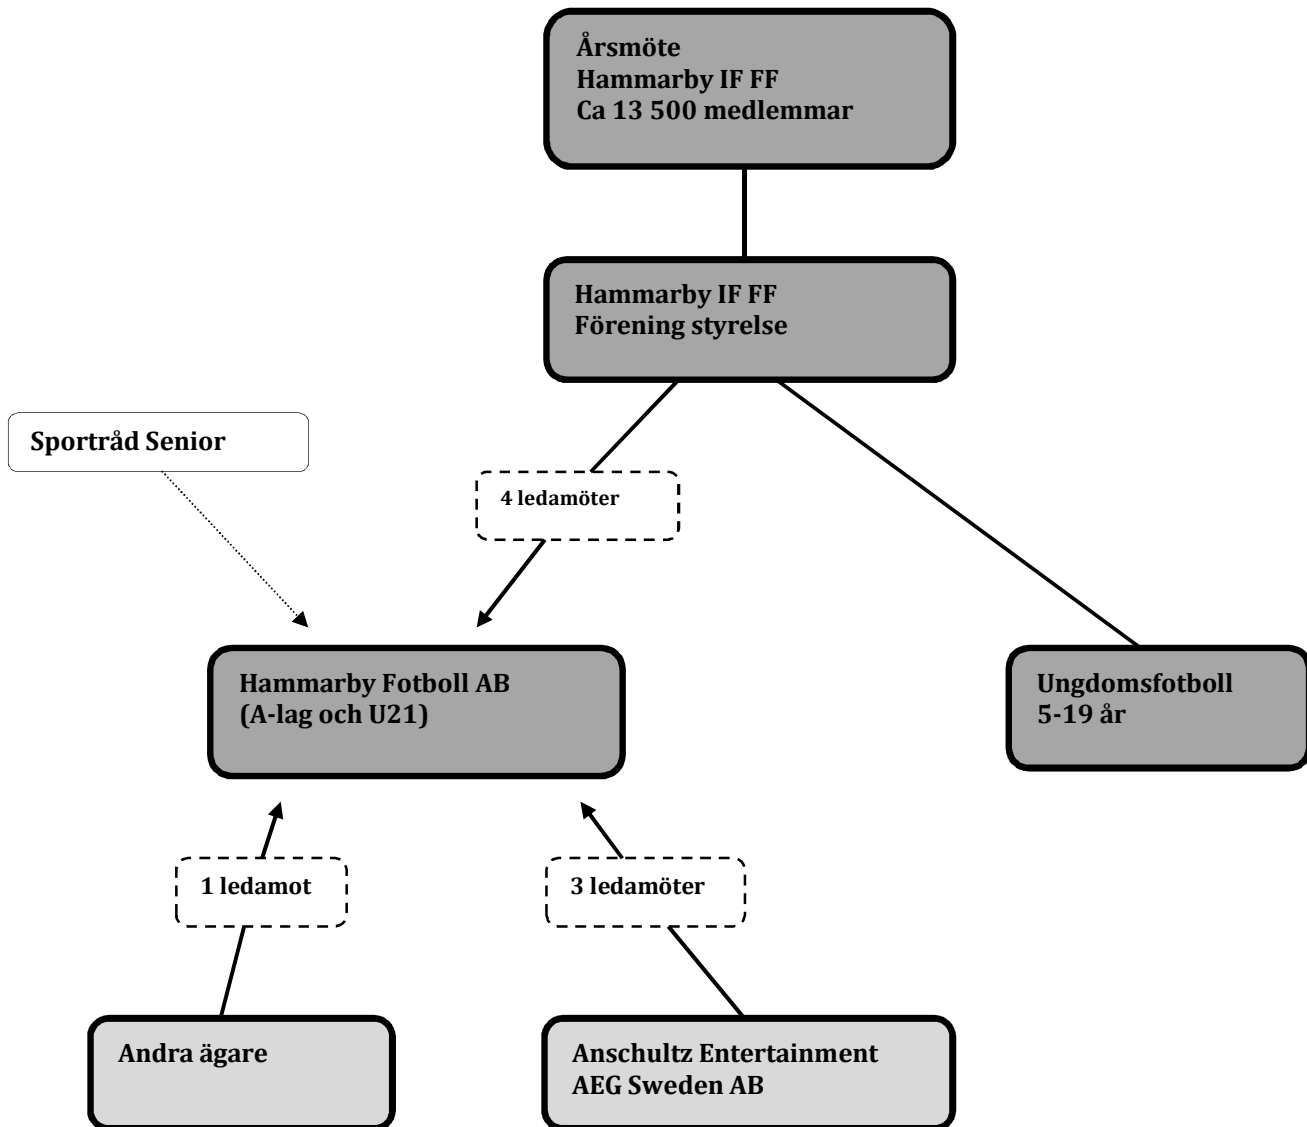 Årsmöte
Hammarby IF FF
Ca 13 500 medlemmar
Hammarby IF FF
Förening styrelse
Sportråd Senior
4 ledamöter
Hammarby Fotboll AB
(A-lag och U21)
Ungdomsfotboll
5-19 år
1 ledamot
3 ledamöter
Andra ägare
Anschultz Entertainment
AEG Sweden AB